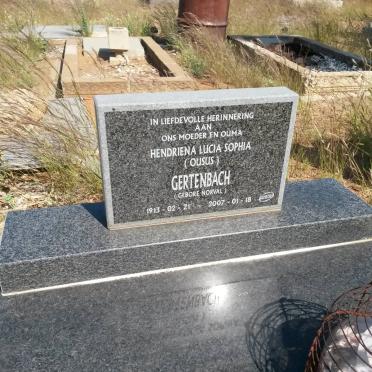 IN LIEFDEVOLLE HERINNERING
AAN
ONS MOEDER EN OUMA
HENDRIENA LUCIA SOPHIA
( OUSUS )
GERTENBACH
( GEBORE NORVAL )
1913 - 02 - 21 2007 - 01 - 18